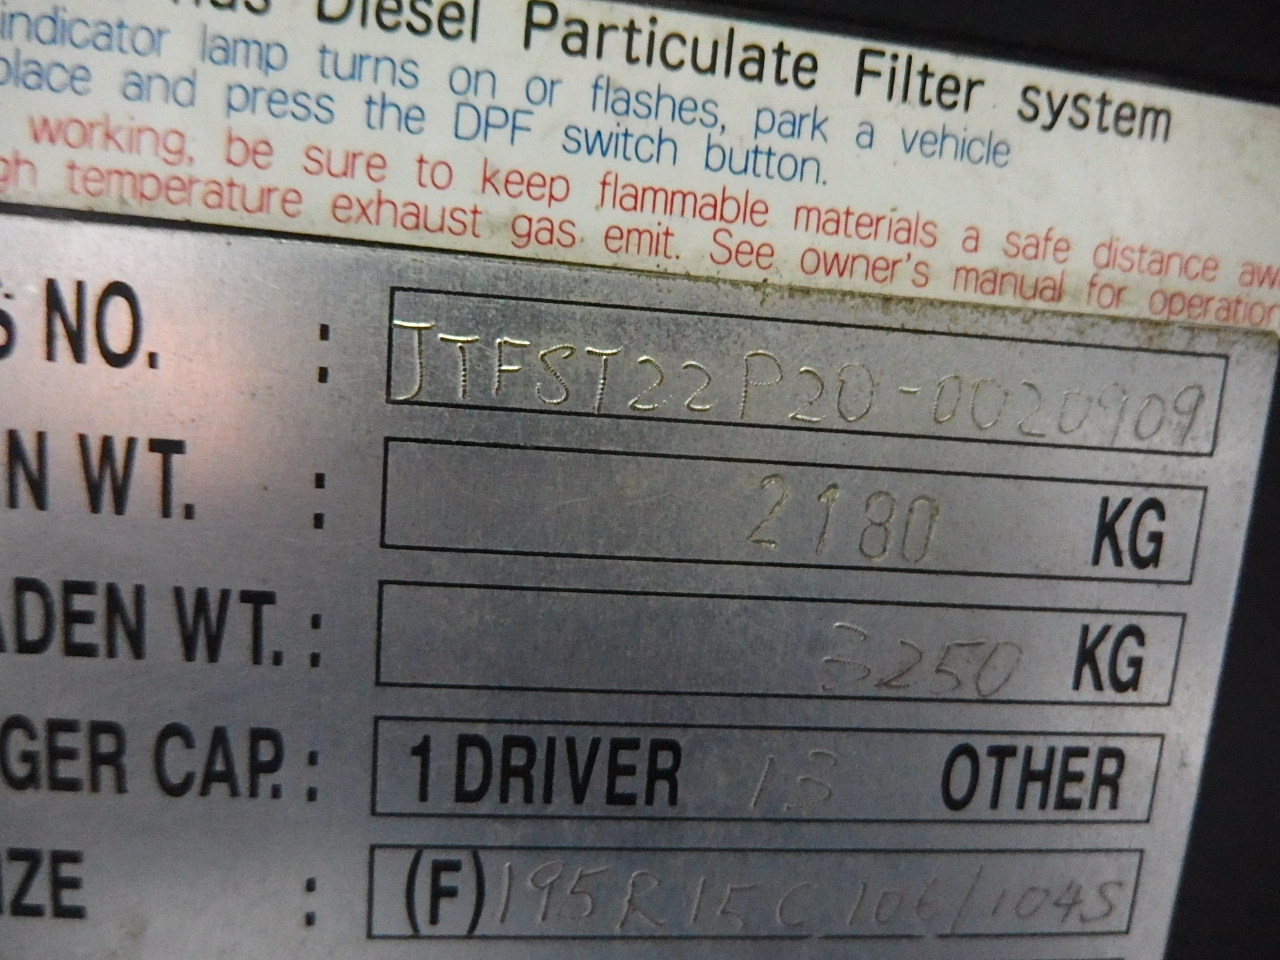 Diesel Particulate Filter system
indicator lamp turns on or flashes, park a vehicle
place and press the DPF switch button.
working, be sure to keep flammable materials a safe distance aw
gh temperature exhaust gas emit. See owner's manual for operation
S NO. : JTFST22P20-0020909
N WT. : 2180 KG
ADEN WT. : 3250 KG
GER CAP. : 1 DRIVER 13 OTHER
IZE : (F) 195R15C 106/104S